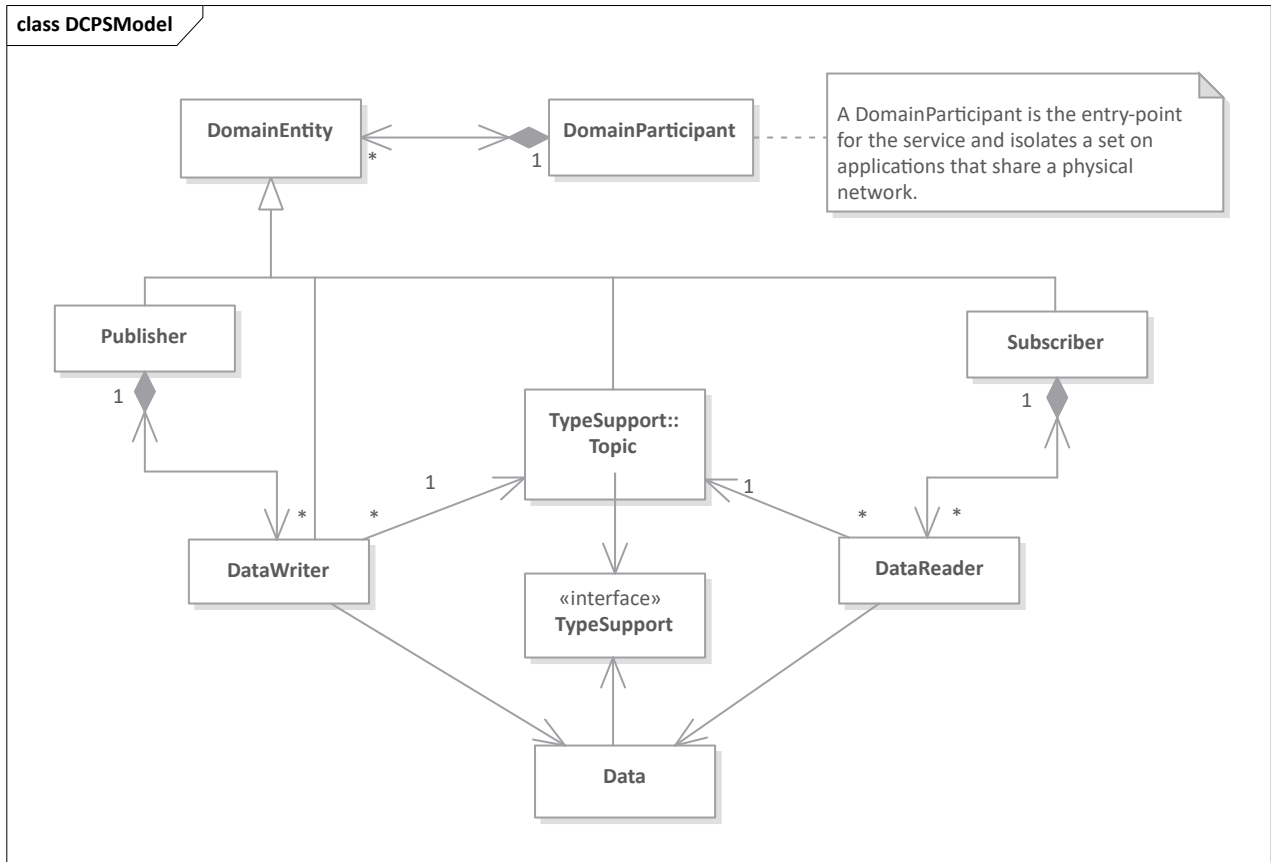 class DCPSModel
DomainEntity
*
1
DomainParticipant
A DomainParticipant is the entry-point
for the service and isolates a set on
applications that share a physical
network.
Publisher
1
Subscriber
1
TypeSupport::
Topic
1
*
*
1
*
*
DataWriter
DataReader
«interface»
TypeSupport
Data